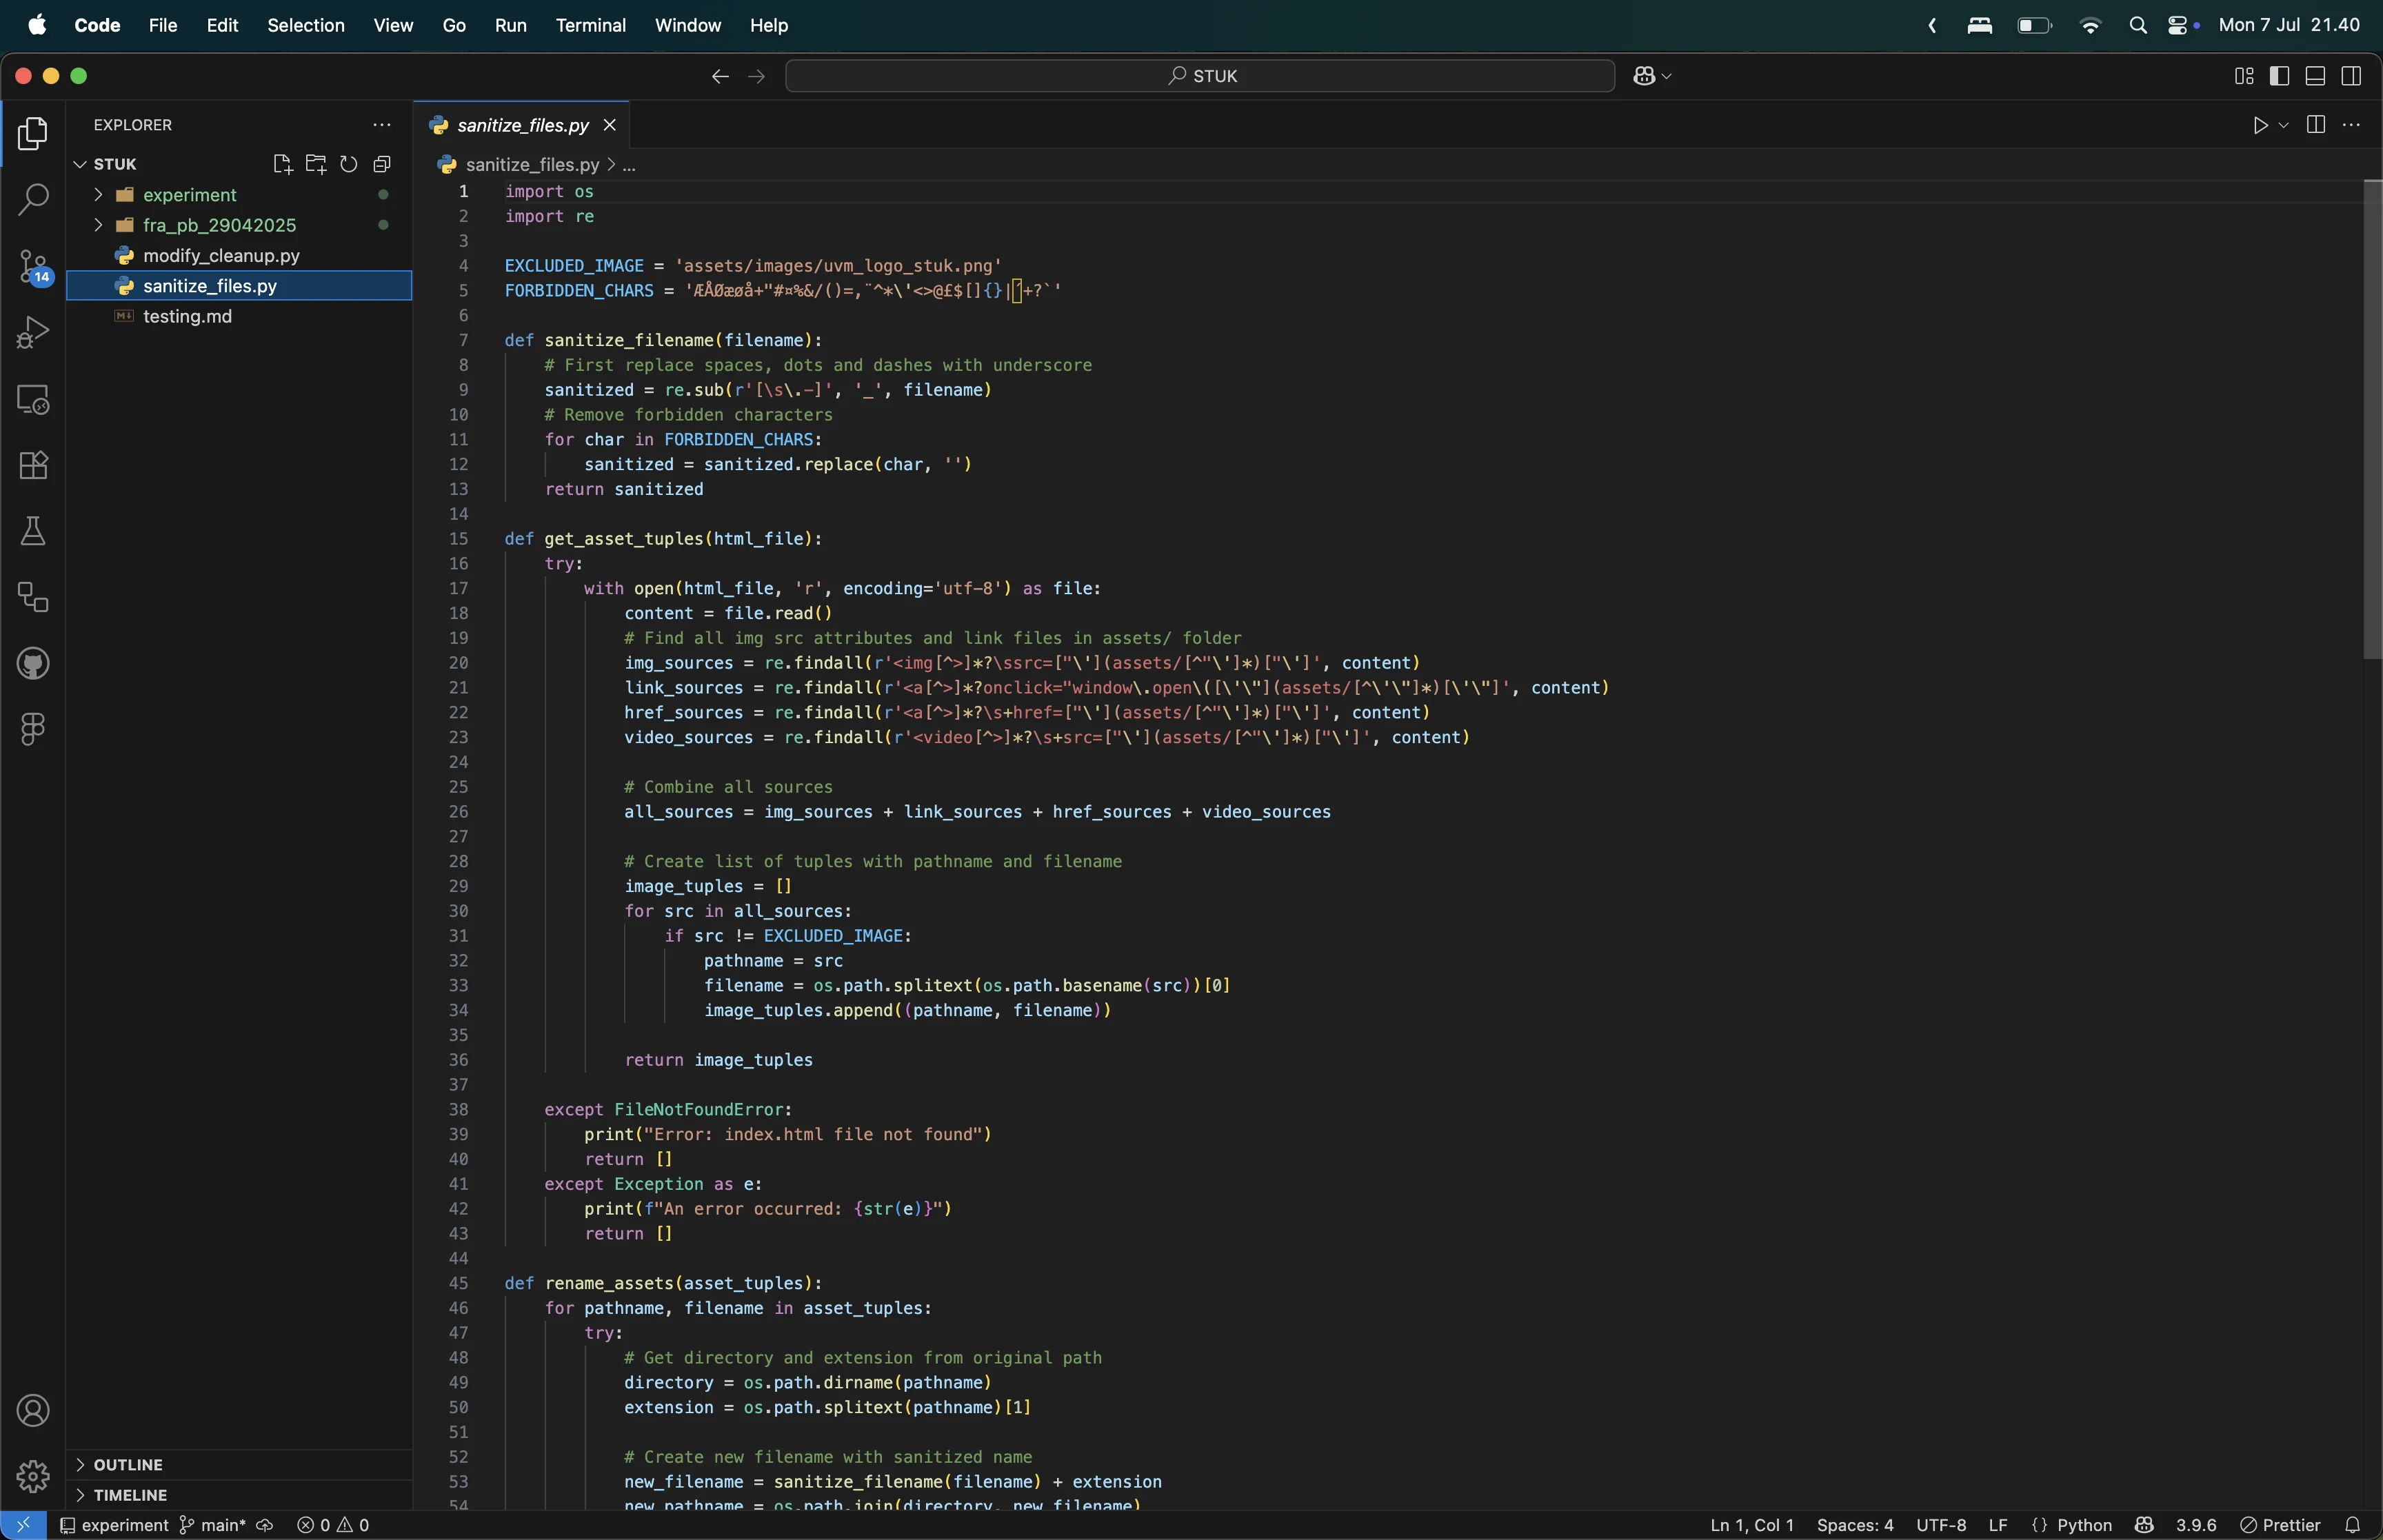 Code File Edit Selection View Go Run Terminal Window Help Mon 7 Jul 21.40
STUK
EXPLORER
sanitize_files.py
STUK
sanitize_files.py > ...
experiment
fra_pb_29042025
modify_cleanup.py
sanitize_files.py
testing.md
14
1 import os
2 import re
3
4 EXCLUDED_IMAGE = 'assets/images/uvm_logo_stuk.png'
5 FORBIDDEN_CHARS = 'ÆÅØæøå+"#¤%&/()=,¨^*\'<>@£$[]{}|´+?`'
6
7 def sanitize_filename(filename):
8     # First replace spaces, dots and dashes with underscore
9     sanitized = re.sub(r'[\s\.-]', '_', filename)
10     # Remove forbidden characters
11     for char in FORBIDDEN_CHARS:
12         sanitized = sanitized.replace(char, '')
13     return sanitized
14
15 def get_asset_tuples(html_file):
16     try:
17         with open(html_file, 'r', encoding='utf-8') as file:
18             content = file.read()
19             # Find all img src attributes and link files in assets/ folder
20             img_sources = re.findall(r'<img[^>]*?\ssrc=["\'](assets/[^"\']*)["\']', content)
21             link_sources = re.findall(r'<a[^>]*?onclick="window\.open\([\'\"](assets/[^\'\"]*)[\'\"]', content)
22             href_sources = re.findall(r'<a[^>]*?\s+href=["\'](assets/[^"\']*)["\']', content)
23             video_sources = re.findall(r'<video[^>]*?\s+src=["\'](assets/[^"\']*)["\']', content)
24
25             # Combine all sources
26             all_sources = img_sources + link_sources + href_sources + video_sources
27
28             # Create list of tuples with pathname and filename
29             image_tuples = []
30             for src in all_sources:
31                 if src != EXCLUDED_IMAGE:
32                     pathname = src
33                     filename = os.path.splitext(os.path.basename(src))[0]
34                     image_tuples.append((pathname, filename))
35
36             return image_tuples
37
38     except FileNotFoundError:
39         print("Error: index.html file not found")
40         return []
41     except Exception as e:
42         print(f"An error occurred: {str(e)}")
43         return []
44
45 def rename_assets(asset_tuples):
46     for pathname, filename in asset_tuples:
47         try:
48             # Get directory and extension from original path
49             directory = os.path.dirname(pathname)
50             extension = os.path.splitext(pathname)[1]
51
52             # Create new filename with sanitized name
53             new_filename = sanitize_filename(filename) + extension
54             new_pathname = os.path.join(directory, new_filename)
OUTLINE
TIMELINE
experiment main* 0 0 Ln 1, Col 1 Spaces: 4 UTF-8 LF {} Python 3.9.6 Prettier